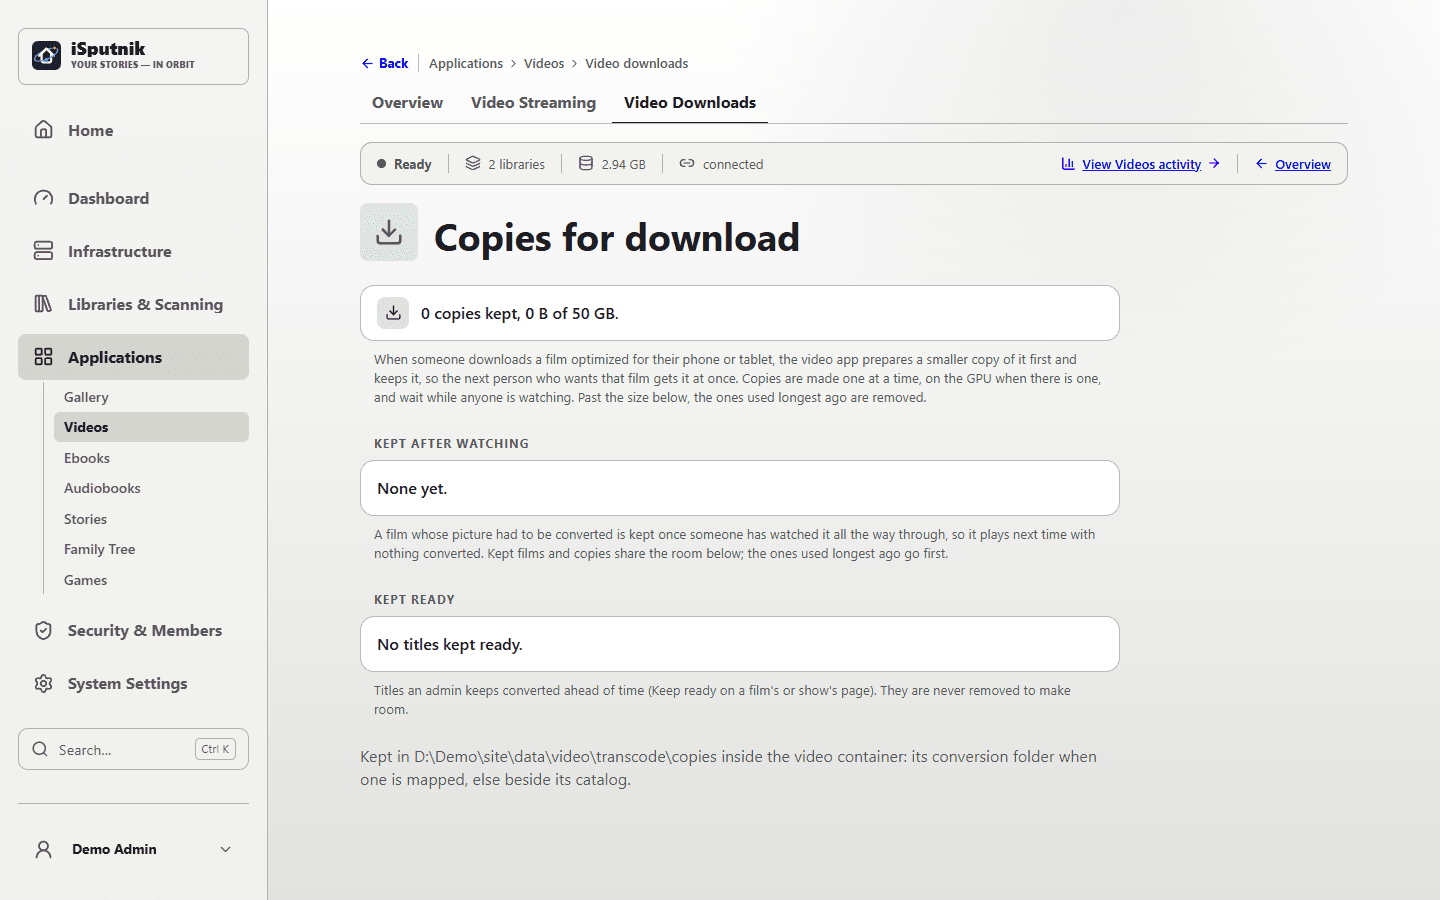 iSputnik
YOUR STORIES — IN ORBIT
Home
Dashboard
Infrastructure
Libraries & Scanning
Applications
Gallery
Videos
Ebooks
Audiobooks
Stories
Family Tree
Games
Security & Members
System Settings
Search...
Ctrl K
Demo Admin
Back
Applications > Videos > Video downloads
Overview
Video Streaming
Video Downloads
Ready
2 libraries
2.94 GB
connected
View Videos activity
Overview
Copies for download
0 copies kept, 0 B of 50 GB.
When someone downloads a film optimized for their phone or tablet, the video app prepares a smaller copy of it first and
keeps it, so the next person who wants that film gets it at once. Copies are made one at a time, on the GPU when there is one,
and wait while anyone is watching. Past the size below, the ones used longest ago are removed.
KEPT AFTER WATCHING
None yet.
A film whose picture had to be converted is kept once someone has watched it all the way through, so it plays next time with
nothing converted. Kept films and copies share the room below; the ones used longest ago go first.
KEPT READY
No titles kept ready.
Titles an admin keeps converted ahead of time (Keep ready on a film's or show's page). They are never removed to make
room.
Kept in D:\Demo\site\data\video\transcode\copies inside the video container: its conversion folder when
one is mapped, else beside its catalog.